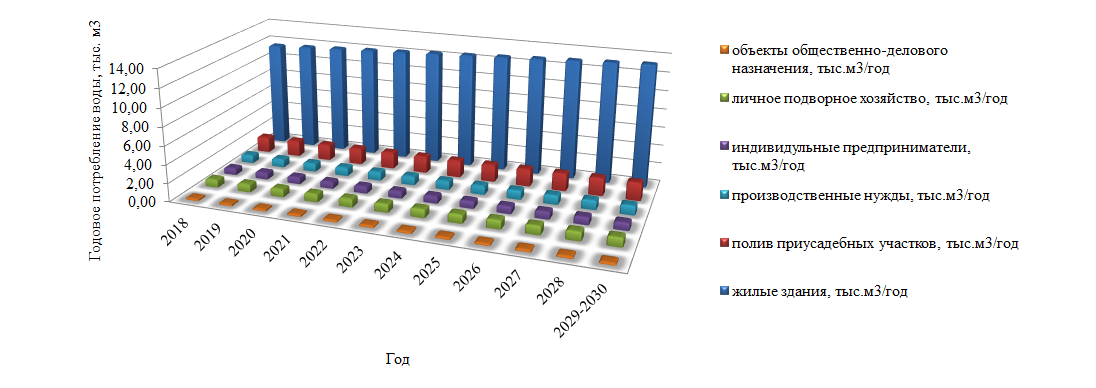 Годовое потребление воды, тыс. м3
14,00
12,00
10,00
8,00
6,00
4,00
2,00
0,00
2018
2019
2020
2021
2022
2023
2024
2025
2026
2027
2028
2029-2030
Год
объекты общественно-делового
назначения, тыс.м3/год
личное подворное хозяйство, тыс.м3/год
индивидульные предприниматели,
тыс.м3/год
производственные нужды, тыс.м3/год
полив приусадебных участков, тыс.м3/год
жилые здания, тыс.м3/год